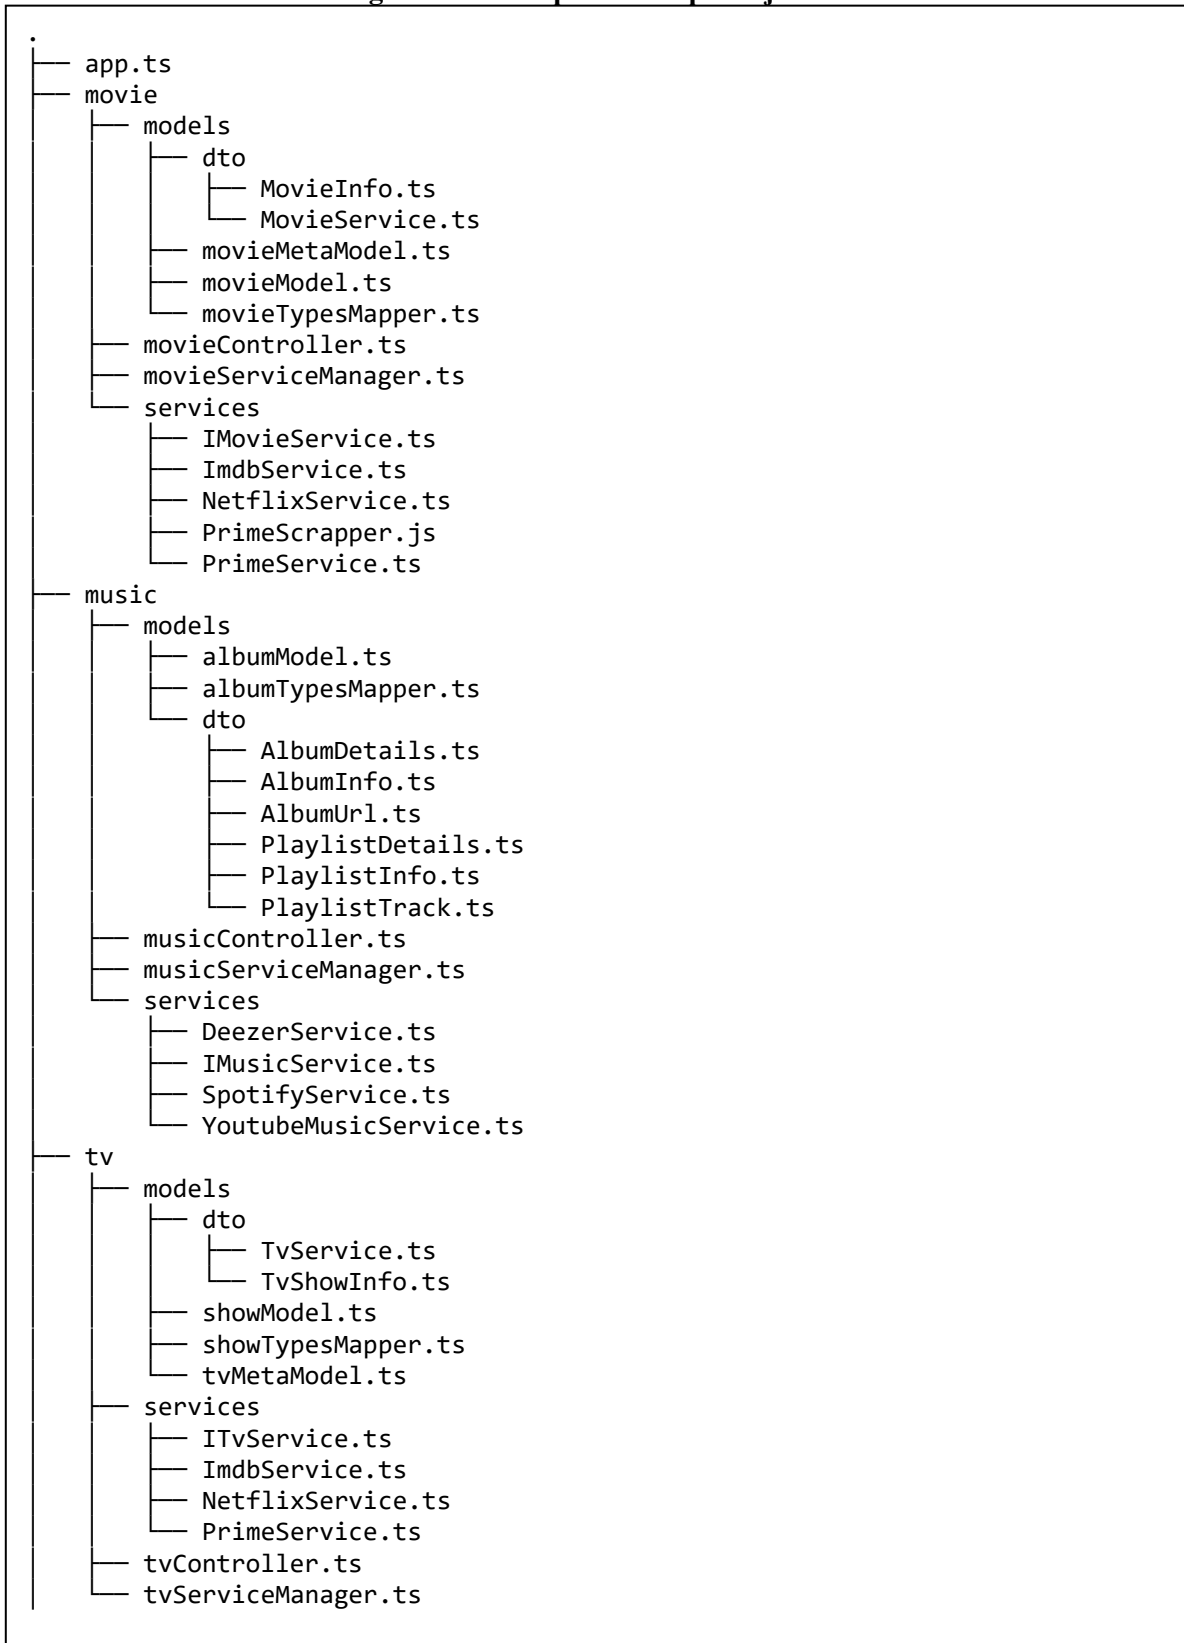 .
├── app.ts
├── movie
│   ├── models
│   │   ├── dto
│   │   │   ├── MovieInfo.ts
│   │   │   └── MovieService.ts
│   │   ├── movieMetaModel.ts
│   │   ├── movieModel.ts
│   │   └── movieTypesMapper.ts
│   ├── movieController.ts
│   ├── movieServiceManager.ts
│   └── services
│       ├── IMovieService.ts
│       ├── ImdbService.ts
│       ├── NetflixService.ts
│       ├── PrimeScrapper.js
│       └── PrimeService.ts
├── music
│   ├── models
│   │   ├── albumModel.ts
│   │   ├── albumTypesMapper.ts
│   │   └── dto
│   │       ├── AlbumDetails.ts
│   │       ├── AlbumInfo.ts
│   │       ├── AlbumUrl.ts
│   │       ├── PlaylistDetails.ts
│   │       ├── PlaylistInfo.ts
│   │       └── PlaylistTrack.ts
│   ├── musicController.ts
│   ├── musicServiceManager.ts
│   └── services
│       ├── DeezerService.ts
│       ├── IMusicService.ts
│       ├── SpotifyService.ts
│       └── YoutubeMusicService.ts
├── tv
│   ├── models
│   │   ├── dto
│   │   │   ├── TvService.ts
│   │   │   └── TvShowInfo.ts
│   │   ├── showModel.ts
│   │   ├── showTypesMapper.ts
│   │   └── tvMetaModel.ts
│   ├── services
│   │   ├── ITvService.ts
│   │   ├── ImdbService.ts
│   │   ├── NetflixService.ts
│   │   └── PrimeService.ts
│   ├── tvController.ts
│   └── tvServiceManager.ts